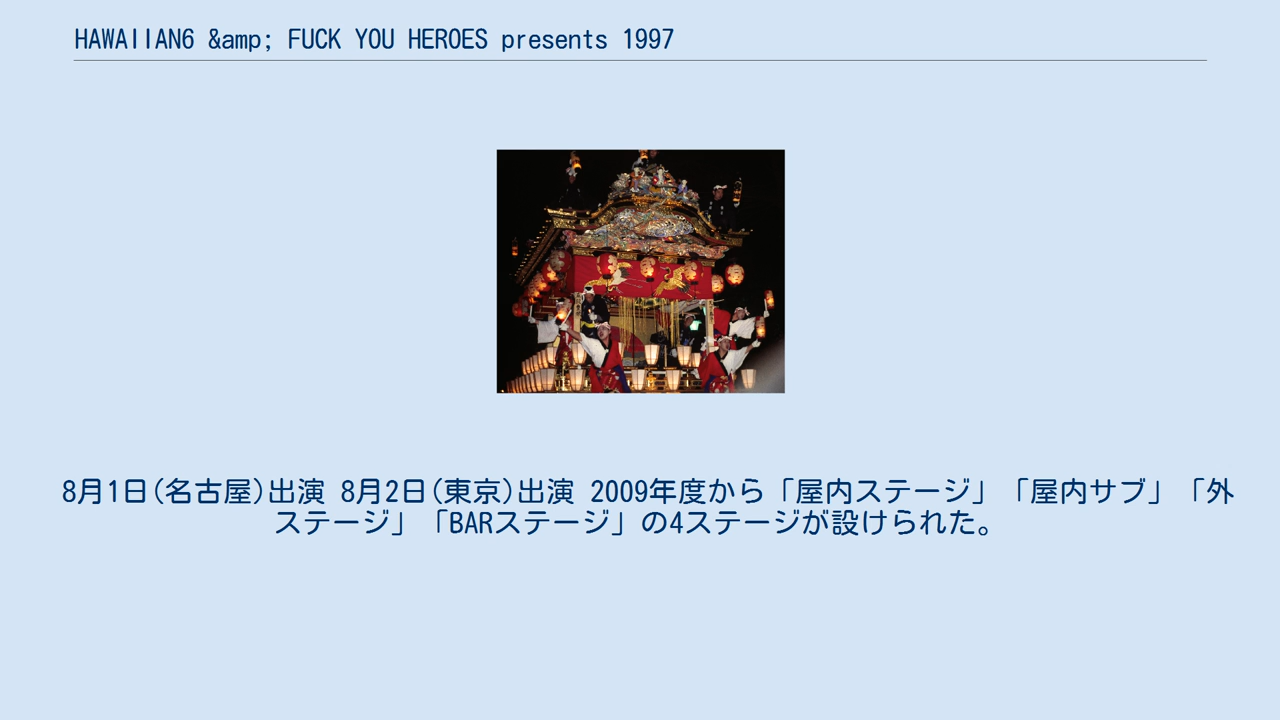 HAWAIIAN6 &amp; FUCK YOU HEROES presents 1997
8月1日(名古屋)出演 8月2日(東京)出演 2009年度から「屋内ステージ」「屋内サブ」「外
ステージ」「BARステージ」の4ステージが設けられた。